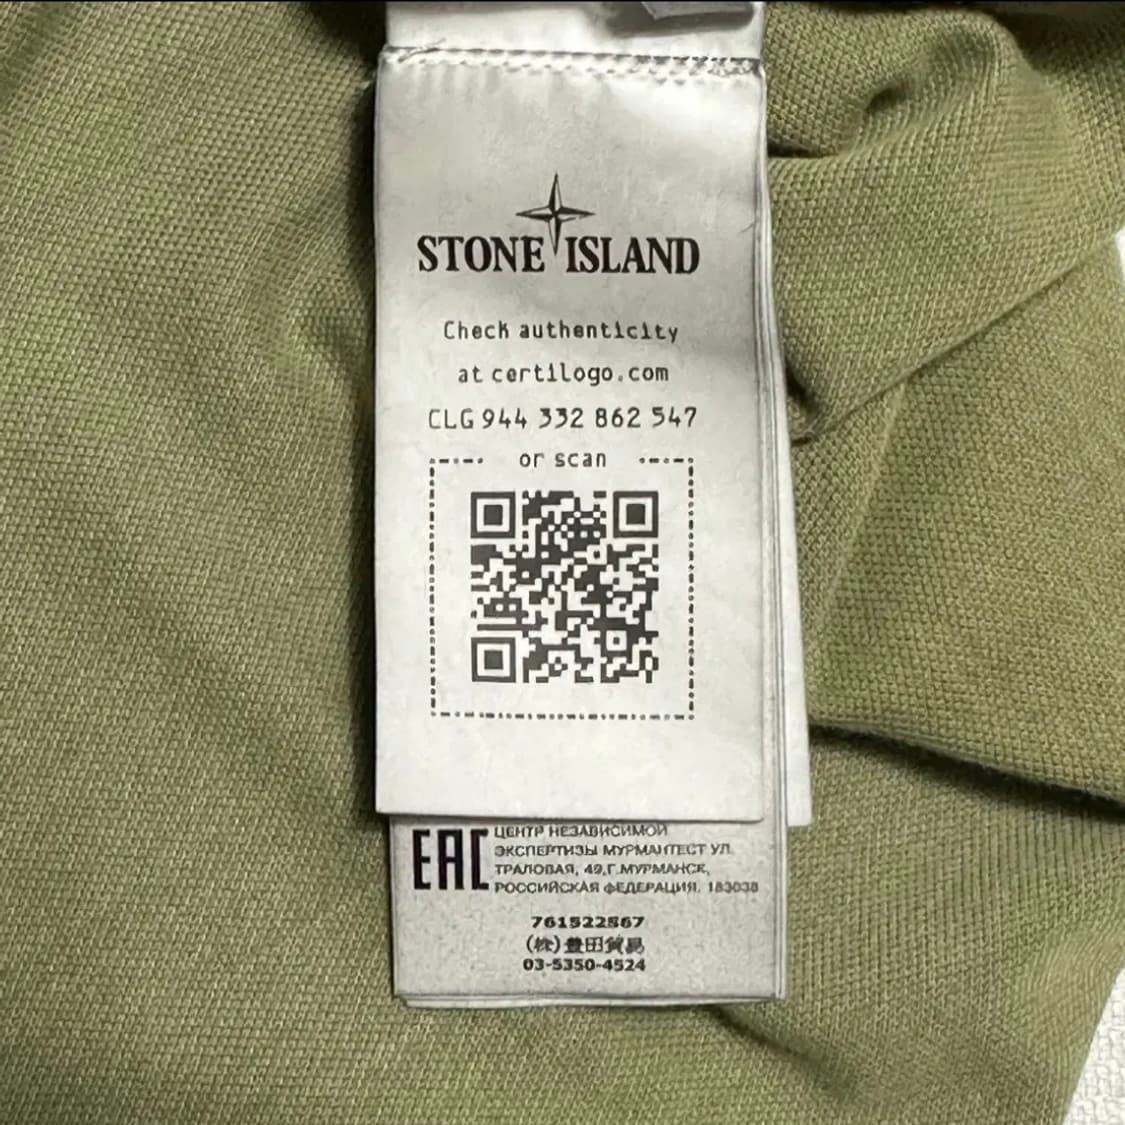 STONE ISLAND
Check authenticity
at certilogo.com
CLG 944 332 862 547
or scan
EAC
ЦЕНТР НЕЗАВИСИМОЙ
ЭКСПЕРТИЗЫ МУРМАНТЕСТ УЛ.
ТРАЛОВАЯ, 49,Г.МУРМАНСК,
РОССИЙСКАЯ ФЕДЕРАЦИЯ, 183038
761522567
(株)豊田貿易
03-5350-4524